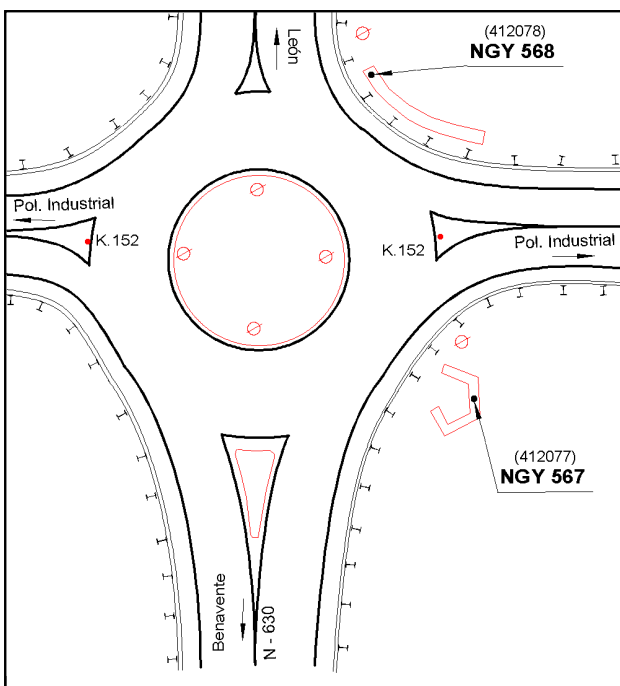 (412078)
NGY 568
León
Pol. Industrial
K.152
K.152
Pol. Industrial
(412077)
NGY 567
Benavente
N - 630